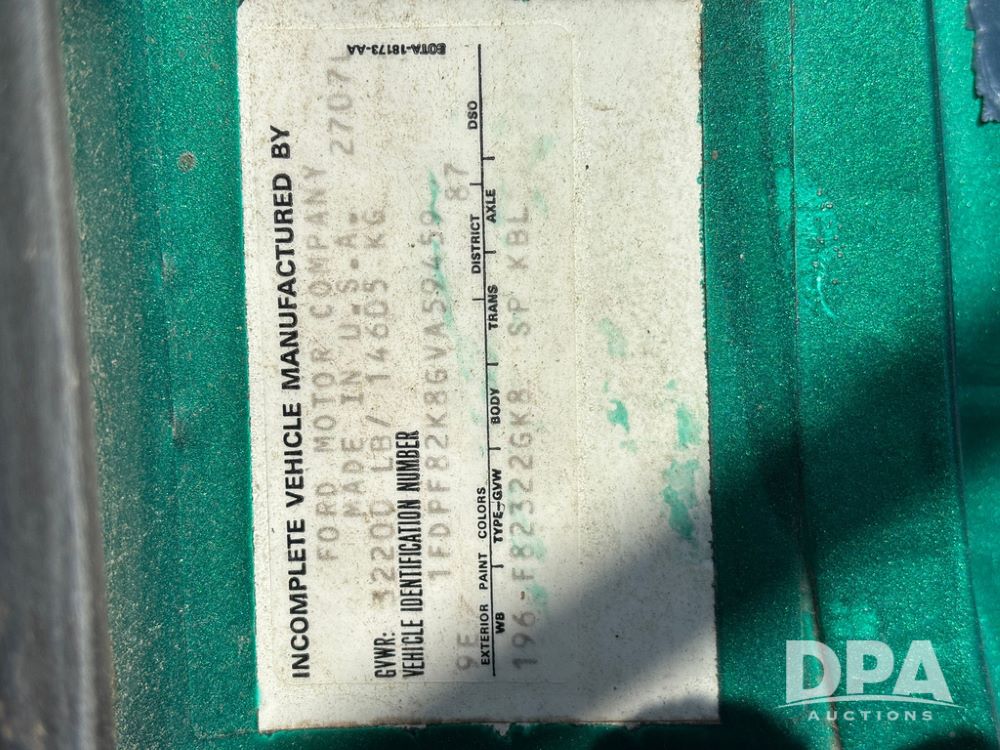 EOTA-18173-AA
INCOMPLETE VEHICLE MANUFACTURED BY
FORD MOTOR COMPANY
MADE IN U.S.A.
27071
GVWR: 32200 LB/ 14605 KG
VEHICLE IDENTIFICATION NUMBER
1FDPF82K8GVA59459
9E 87
EXTERIOR PAINT COLORS DISTRICT DSO
WB TYPE-GVW BODY TRANS AXLE
196-F82322GK8 SP KBL
DPA
AUCTIONS